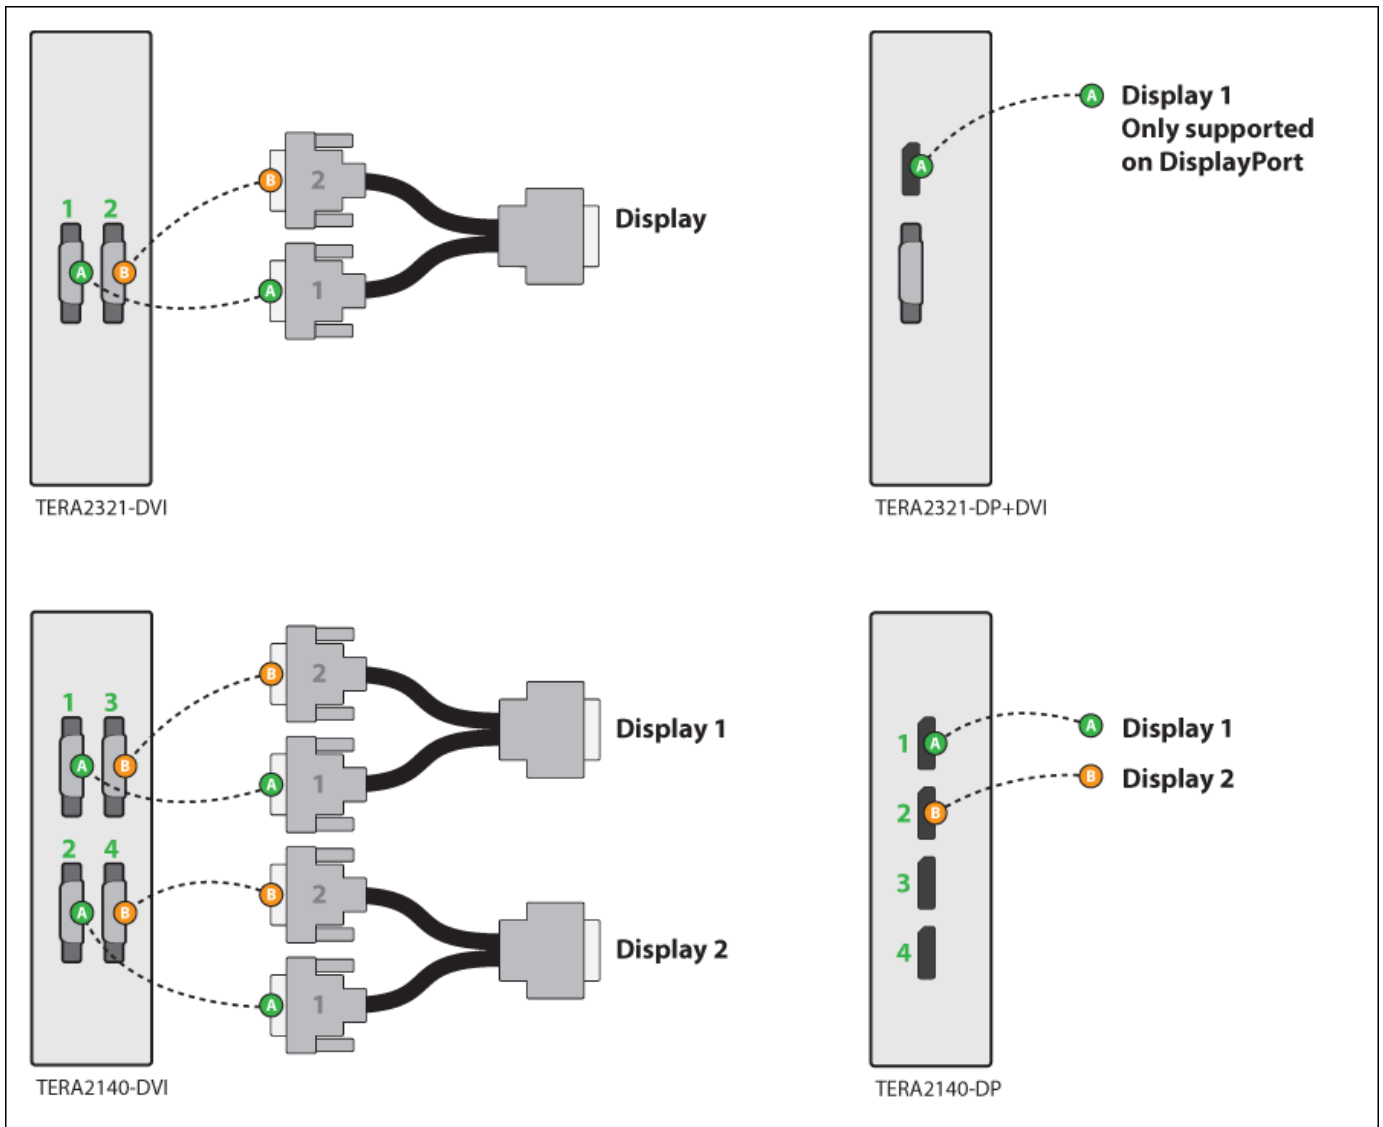 1 2
A B
B 2
A 1
Display
TERA2321-DVI
A
A Display 1
Only supported
on DisplayPort
TERA2321-DP+DVI
1 3
A B
2 4
A B
B 2
A 1
Display 1
B 2
A 1
Display 2
TERA2140-DVI
1 A
2 B
3
4
A Display 1
B Display 2
TERA2140-DP